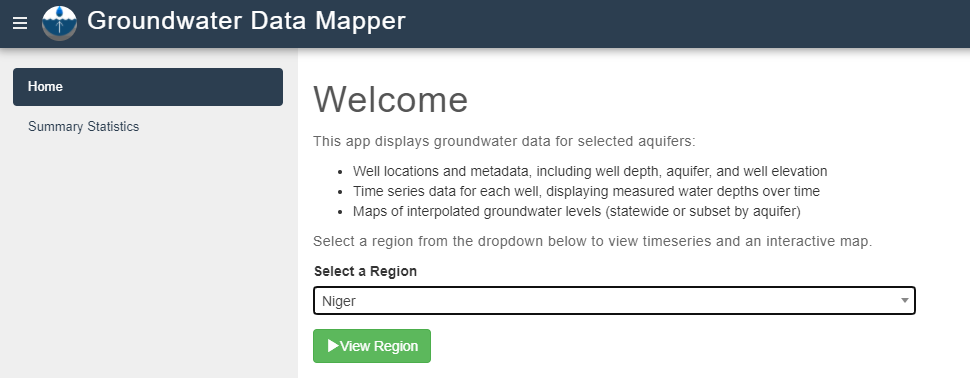 Groundwater Data Mapper
Home
Summary Statistics
Welcome
This app displays groundwater data for selected aquifers:
• Well locations and metadata, including well depth, aquifer, and well elevation
• Time series data for each well, displaying measured water depths over time
• Maps of interpolated groundwater levels (statewide or subset by aquifer)
Select a region from the dropdown below to view timeseries and an interactive map.
Select a Region
Niger
View Region